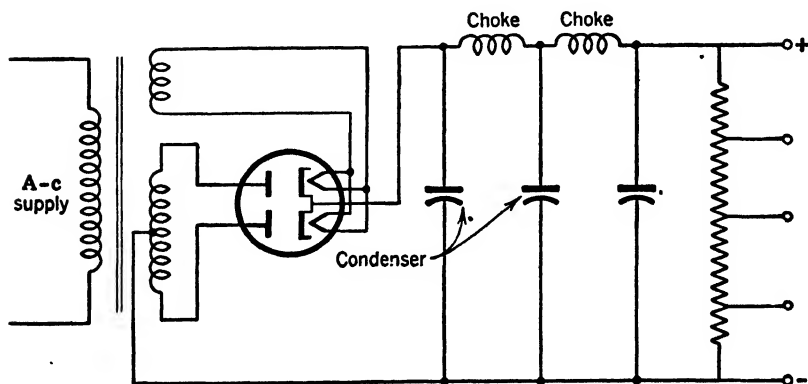 Choke
Choke
A-c
supply
Condenser
+
-